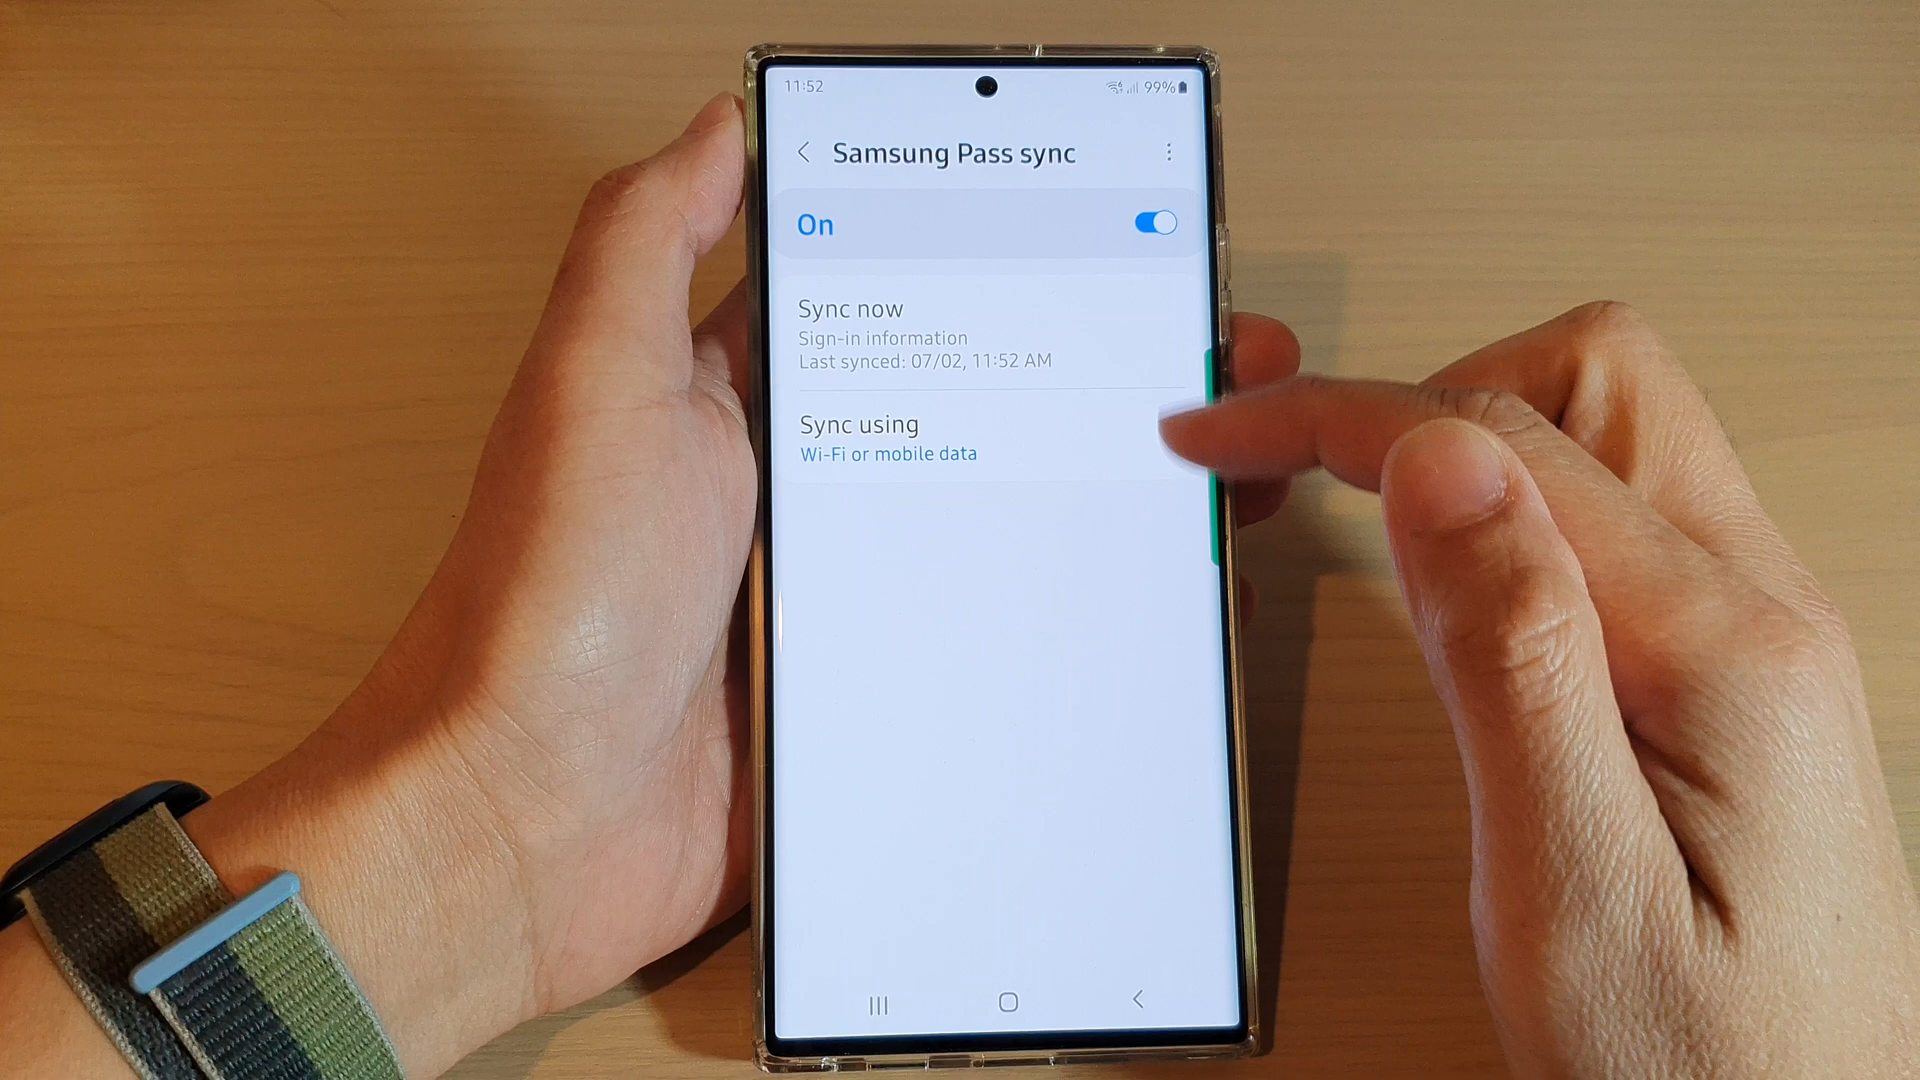 11:52
99%
Samsung Pass sync
On
Sync now
Sign-in information
Last synced: 07/02, 11:52 AM
Sync using
Wi-Fi or mobile data